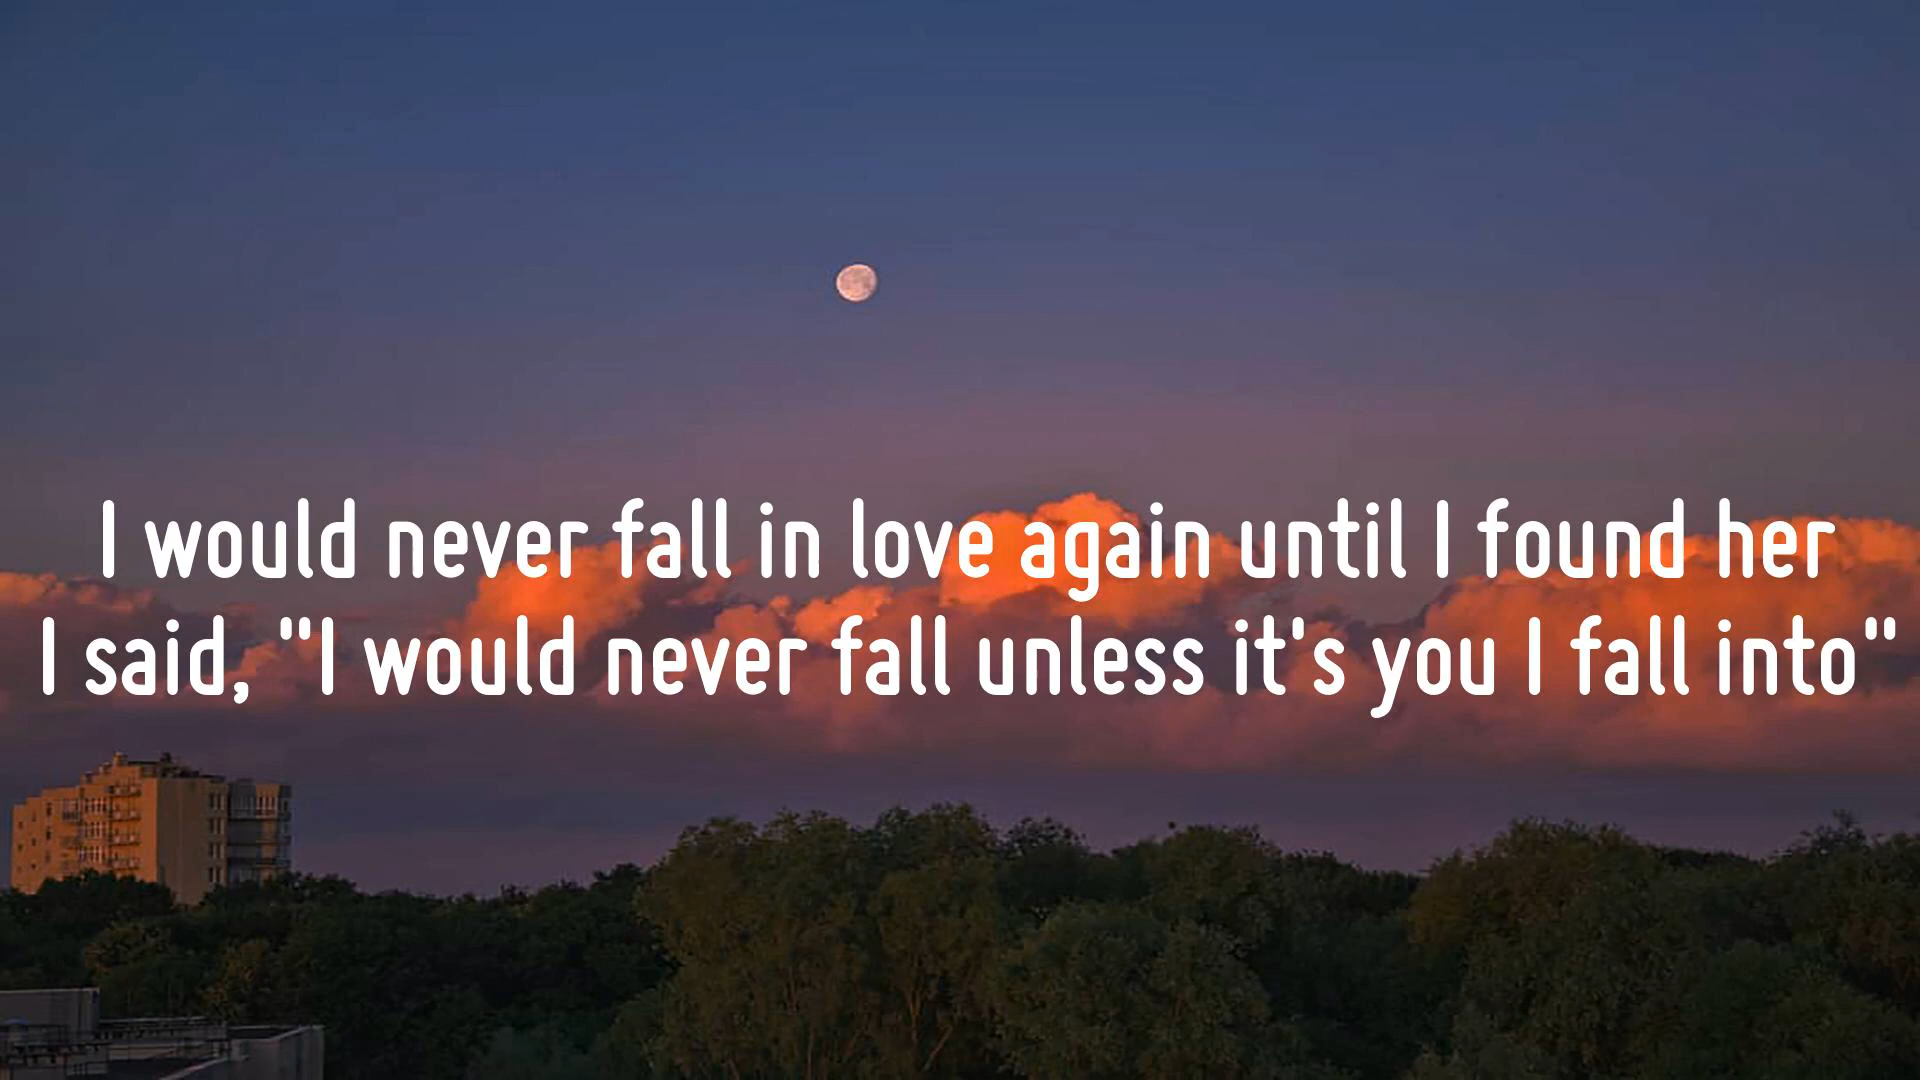 I would never fall in love again until I found her
I said, "I would never fall unless it's you I fall into"